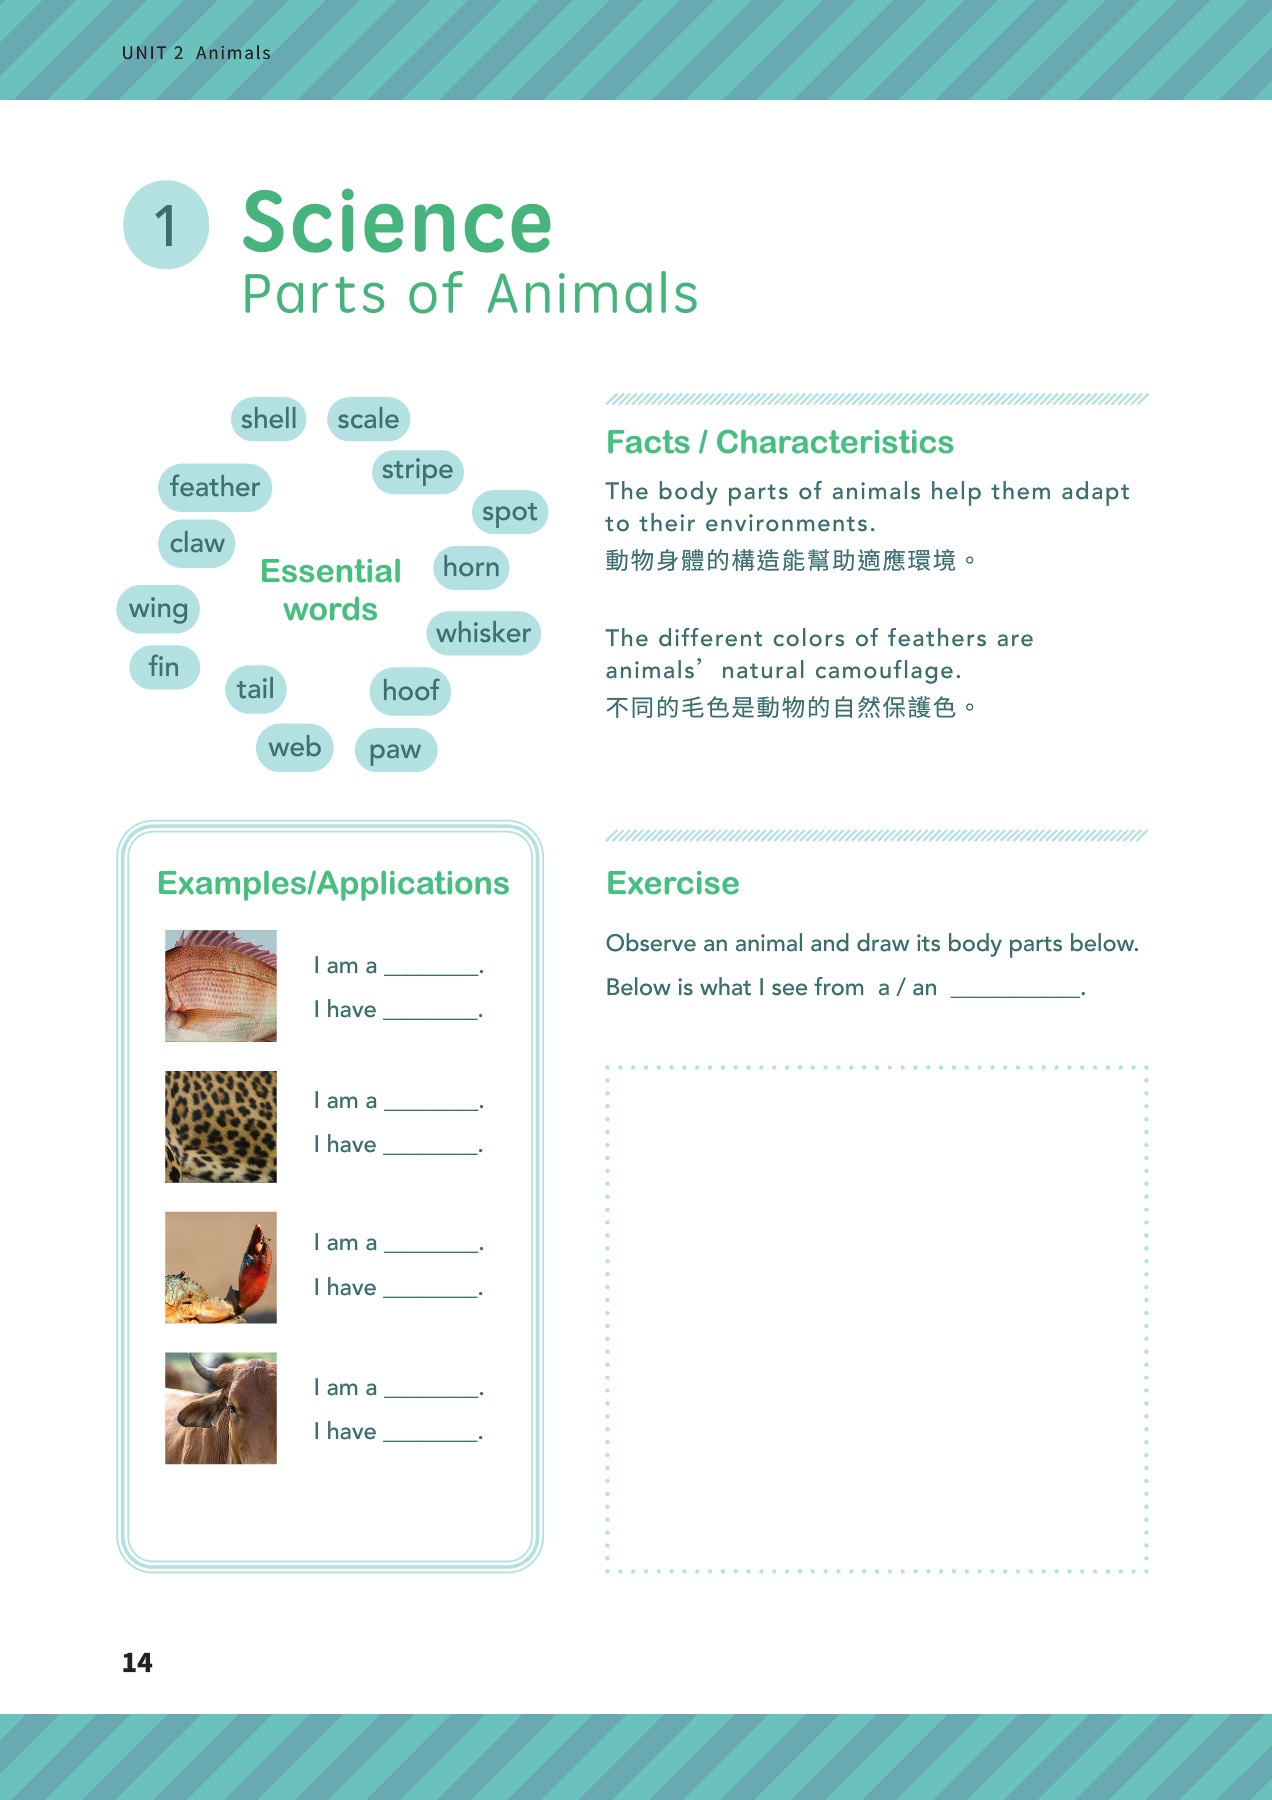 UNIT 2 Animals
1
Science
Parts of Animals
shell
scale
stripe
feather
spot
claw
horn
Essential
words
wing
whisker
fin
tail
hoof
web
paw
Facts / Characteristics
The body parts of animals help them adapt
to their environments.
動物身體的構造能幫助適應環境。
The different colors of feathers are
animals’ natural camouflage.
不同的毛色是動物的自然保護色。
Examples/Applications
I am a ________.
I have ________.
I am a ________.
I have ________.
I am a ________.
I have ________.
I am a ________.
I have ________.
Exercise
Observe an animal and draw its body parts below.
Below is what I see from a / an ___________.
14